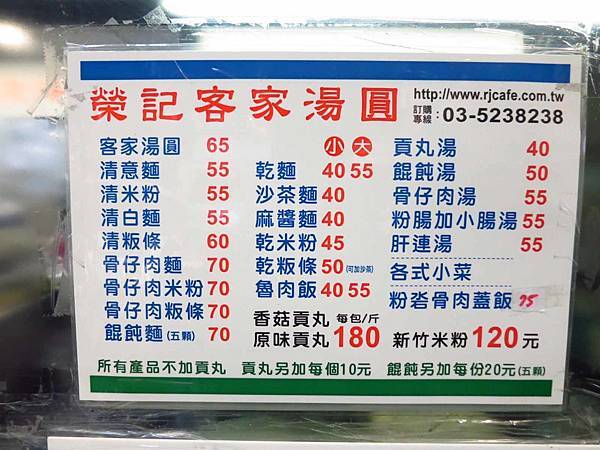 榮記客家湯圓
http://www.rjcafe.com.tw
訂購專線：03-5238238
客家湯圓 65
清意麵 55
清米粉 55
清白麵 55
清粄條 60
骨仔肉麵 70
骨仔肉米粉 70
骨仔肉粄條 70
餛飩麵(五顆) 70
小 大
乾麵 40 55
沙茶麵 40
麻醬麵 40
乾米粉 45
乾粄條 50(可加沙茶)
魯肉飯 40 55
香菇貢丸 每包/斤
原味貢丸 180
貢丸湯 40
餛飩湯 50
骨仔肉湯 55
粉腸加小腸湯 55
肝連湯 55
各式小菜
粉沯骨肉蓋飯 95
新竹米粉 120元
所有產品不加貢丸 貢丸另加每個10元 餛飩另加每份20元(五顆)